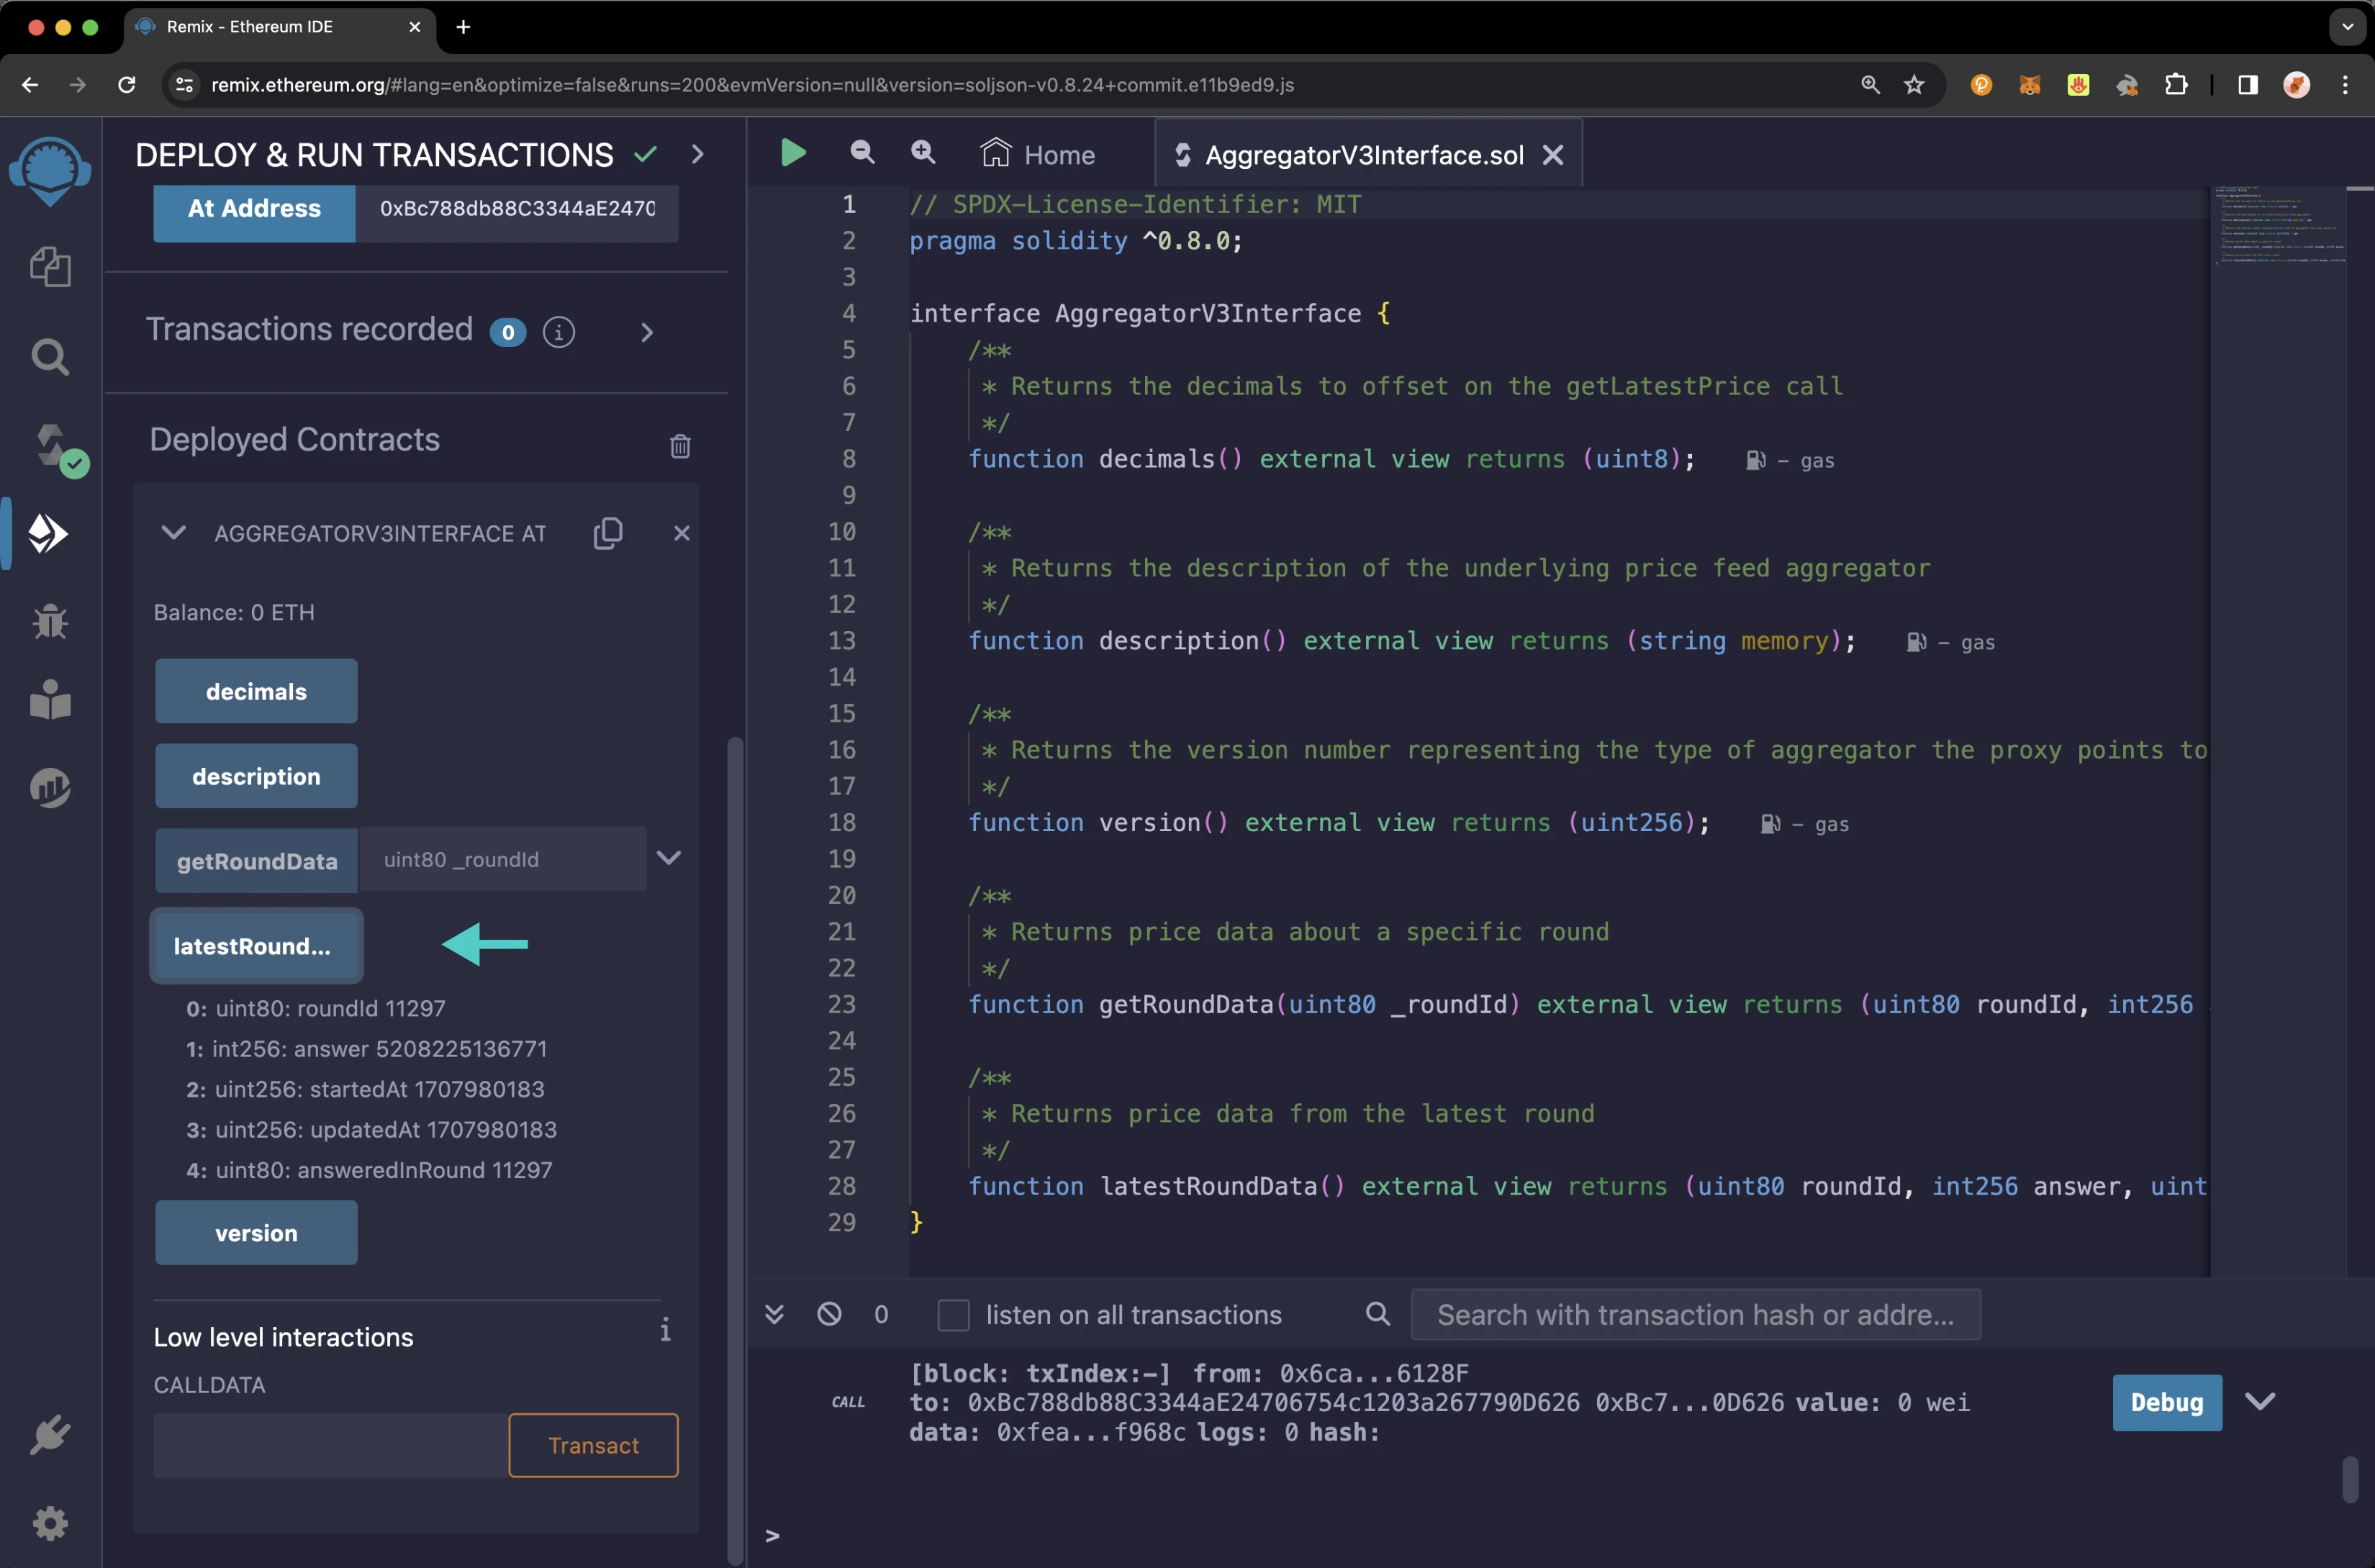 Remix - Ethereum IDE
remix.ethereum.org/#lang=en&optimize=false&runs=200&evmVersion=null&version=soljson-v0.8.24+commit.e11b9ed9.js
DEPLOY & RUN TRANSACTIONS
At Address 0xBc788db88C3344aE2470
Transactions recorded 0 i
Deployed Contracts
AGGREGATORV3INTERFACE AT
Balance: 0 ETH
decimals
description
getRoundData uint80 _roundId
latestRound...
0: uint80: roundId 11297
1: int256: answer 5208225136771
2: uint256: startedAt 1707980183
3: uint256: updatedAt 1707980183
4: uint80: answeredInRound 11297
version
Low level interactions i
CALLDATA
Transact
Home AggregatorV3Interface.sol
1 // SPDX-License-Identifier: MIT
2 pragma solidity ^0.8.0;
3
4 interface AggregatorV3Interface {
5 /**
6 * Returns the decimals to offset on the getLatestPrice call
7 */
8 function decimals() external view returns (uint8); - gas
9
10 /**
11 * Returns the description of the underlying price feed aggregator
12 */
13 function description() external view returns (string memory); - gas
14
15 /**
16 * Returns the version number representing the type of aggregator the proxy points to
17 */
18 function version() external view returns (uint256); - gas
19
20 /**
21 * Returns price data about a specific round
22 */
23 function getRoundData(uint80 _roundId) external view returns (uint80 roundId, int256
24
25 /**
26 * Returns price data from the latest round
27 */
28 function latestRoundData() external view returns (uint80 roundId, int256 answer, uint
29 }
0 listen on all transactions Search with transaction hash or addre...
[block: txIndex:-] from: 0x6ca...6128F
CALL to: 0xBc788db88C3344aE24706754c1203a267790D626 0xBc7...0D626 value: 0 wei Debug
data: 0xfea...f968c logs: 0 hash:
>